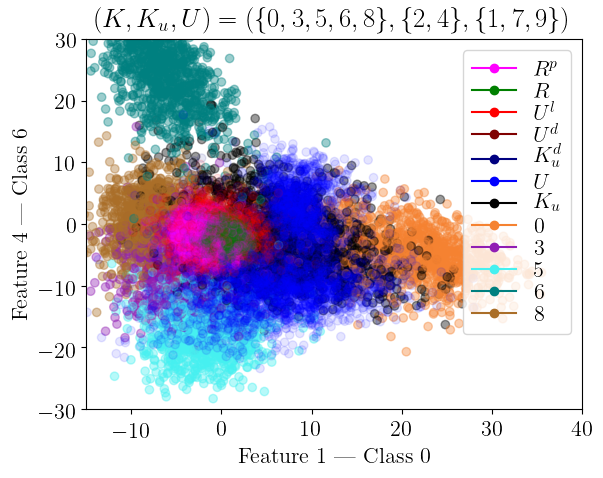 (K, K_u, U) = ({0, 3, 5, 6, 8}, {2, 4}, {1, 7, 9})
30
20
10
0
−10
−20
−30
Feature 4 — Class 6
−10
0
10
20
30
40
Feature 1 — Class 0
R^p
R
U^l
U^d
K_u^d
U
K_u
0
3
5
6
8